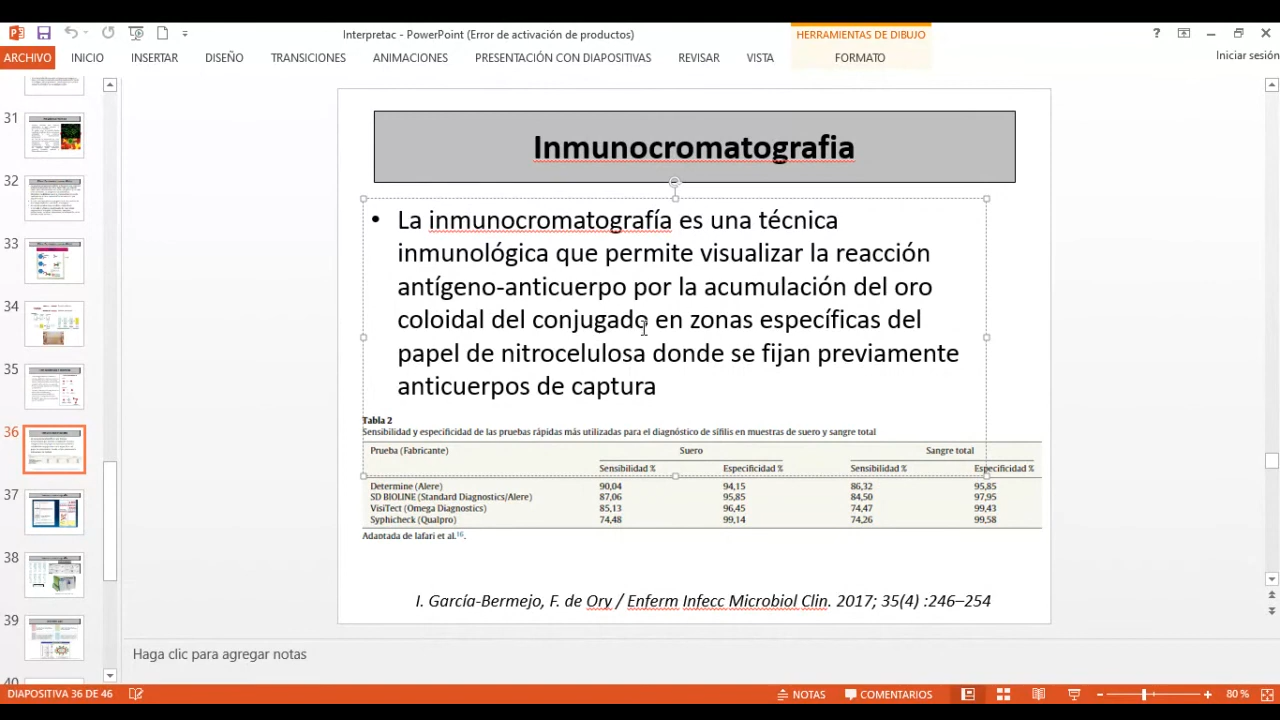 Interpretac - PowerPoint (Error de activación de productos)
HERRAMIENTAS DE DIBUJO
?
ARCHIVO INICIO INSERTAR DISEÑO TRANSICIONES ANIMACIONES PRESENTACIÓN CON DIAPOSITIVAS REVISAR VISTA FORMATO
Iniciar sesión
31
32
33
34
35
36
37
38
39
40
Inmunocromatografia
• La inmunocromatografía es una técnica
inmunológica que permite visualizar la reacción
antígeno-anticuerpo por la acumulación del oro
coloidal del conjugado en zonas específicas del
papel de nitrocelulosa donde se fijan previamente
anticuerpos de captura
Tabla 2
Sensibilidad y especificidad de las pruebas rápidas más utilizadas para el diagnóstico de sífilis en muestras de suero y sangre total
Prueba (Fabricante) Suero Sangre total
Sensibilidad % Especificidad % Sensibilidad % Especificidad %
Determine (Alere) 90,04 94,15 86,32 95,85
SD BIOLINE (Standard Diagnostics/Alere) 87,06 95,85 84,50 97,95
VisiTect (Omega Diagnostics) 85,13 96,45 74,47 99,43
Syphicheck (Qualpro) 74,48 99,14 74,26 99,58
Adaptada de Jafari et al.16.
I. García-Bermejo, F. de Ory / Enferm Infecc Microbiol Clin. 2017; 35(4) :246–254
Haga clic para agregar notas
DIAPOSITIVA 36 DE 46 NOTAS COMENTARIOS 80 %